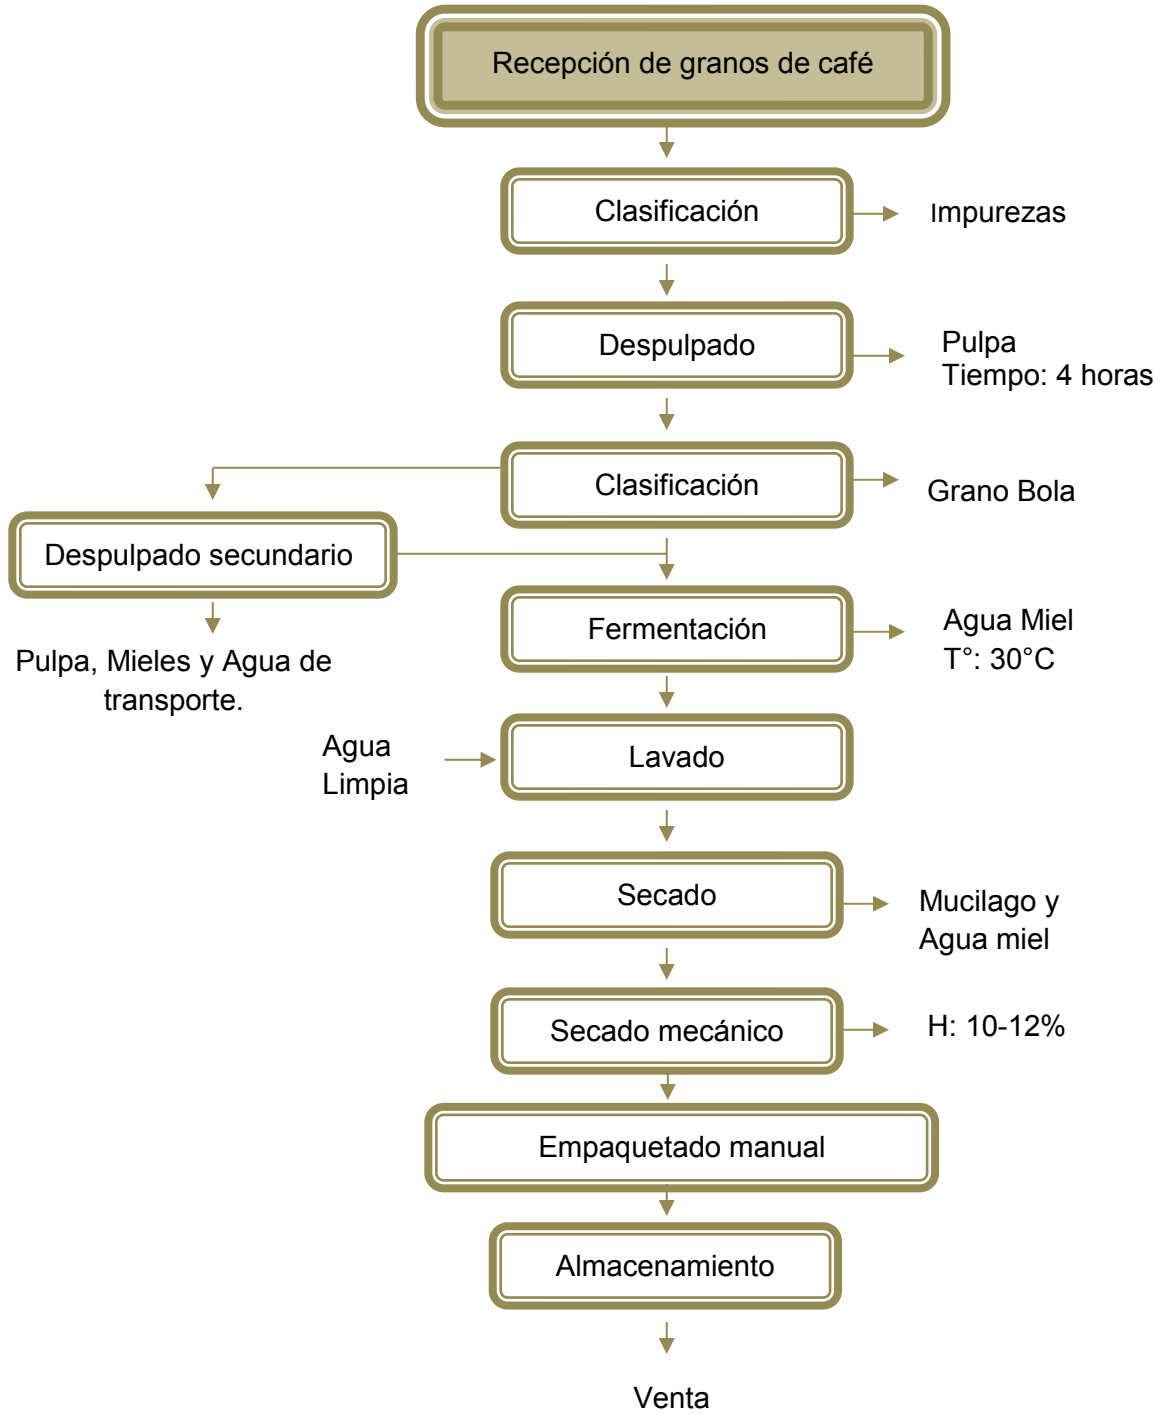 Recepción de granos de café
Clasificación
Impurezas
Despulpado
Pulpa
Tiempo: 4 horas
Clasificación
Grano Bola
Despulpado secundario
Fermentación
Agua Miel
T°: 30°C
Pulpa, Mieles y Agua de
transporte.
Agua
Limpia
Lavado
Secado
Mucilago y
Agua miel
Secado mecánico
H: 10-12%
Empaquetado manual
Almacenamiento
Venta